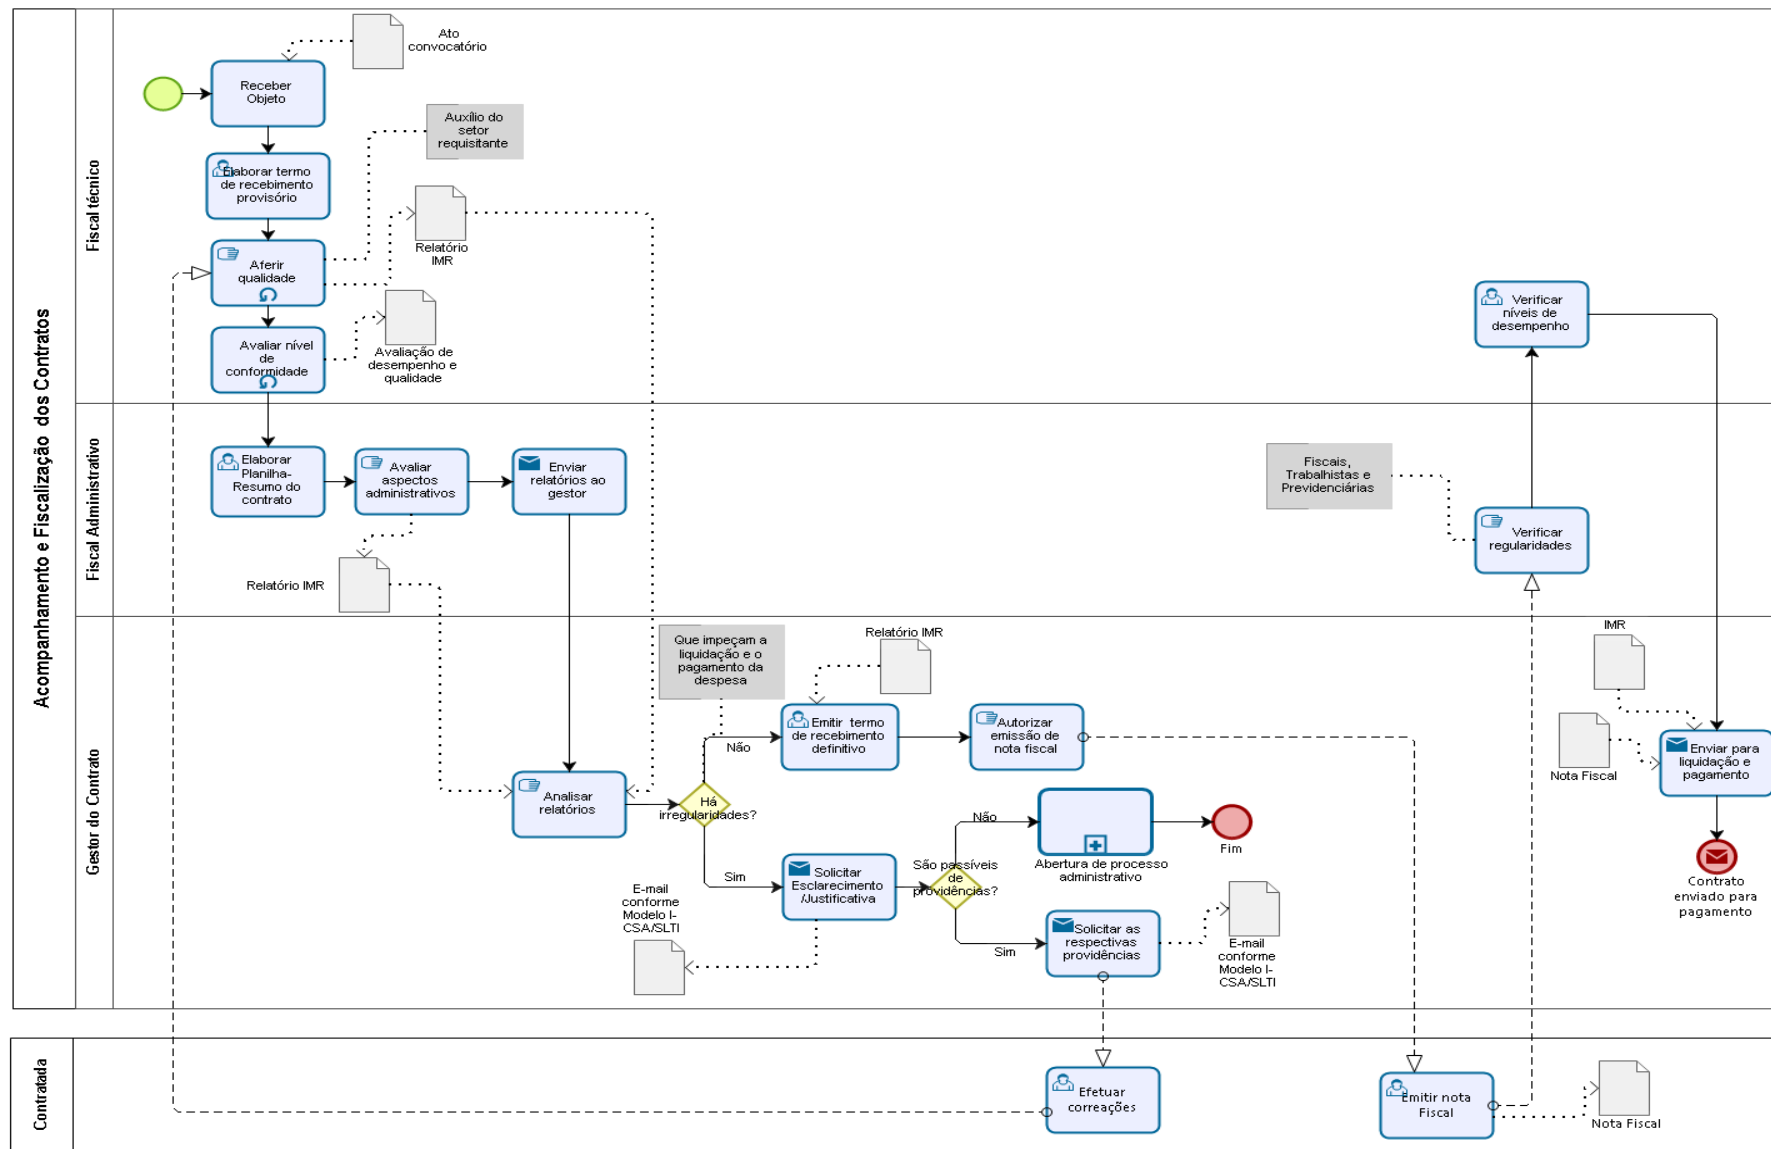 Acompanhamento e Fiscalização dos Contratos
Fiscal técnico
Ato
convocatório
Receber
Objeto
Auxílio do
setor
requisitante
Elaborar termo
de recebimento
provisório
Relatório
IMR
Aferir
qualidade
Verificar
níveis de
desempenho
Avaliar nível
de
conformidade
Avaliação de
desempenho e
qualidade
Fiscal Administrativo
Elaborar
Planilha-
Resumo do
contrato
Avaliar
aspectos
administrativos
Enviar
relatórios ao
gestor
Fiscais,
Trabalhistas e
Previdenciárias
Verificar
regularidades
Relatório IMR
Gestor do Contrato
Que impeçam a
liquidação e o
pagamento da
despesa
Relatório IMR
IMR
Não
Emitir termo
de recebimento
definitivo
Autorizar
emissão de
nota fiscal
Nota Fiscal
Enviar para
liquidação e
pagamento
Analisar
relatórios
Há
irregularidades?
Não
Fim
Abertura de processo
administrativo
Sim
Solicitar
Esclarecimento
/Justificativa
São passíveis
de
providências?
Contrato
enviado para
pagamento
E-mail
conforme
Modelo I-
CSA/SLTI
Sim
Solicitar as
respectivas
providências
E-mail
conforme
Modelo I-
CSA/SLTI
Contratada
Efetuar
correações
Emitir nota
Fiscal
Nota Fiscal